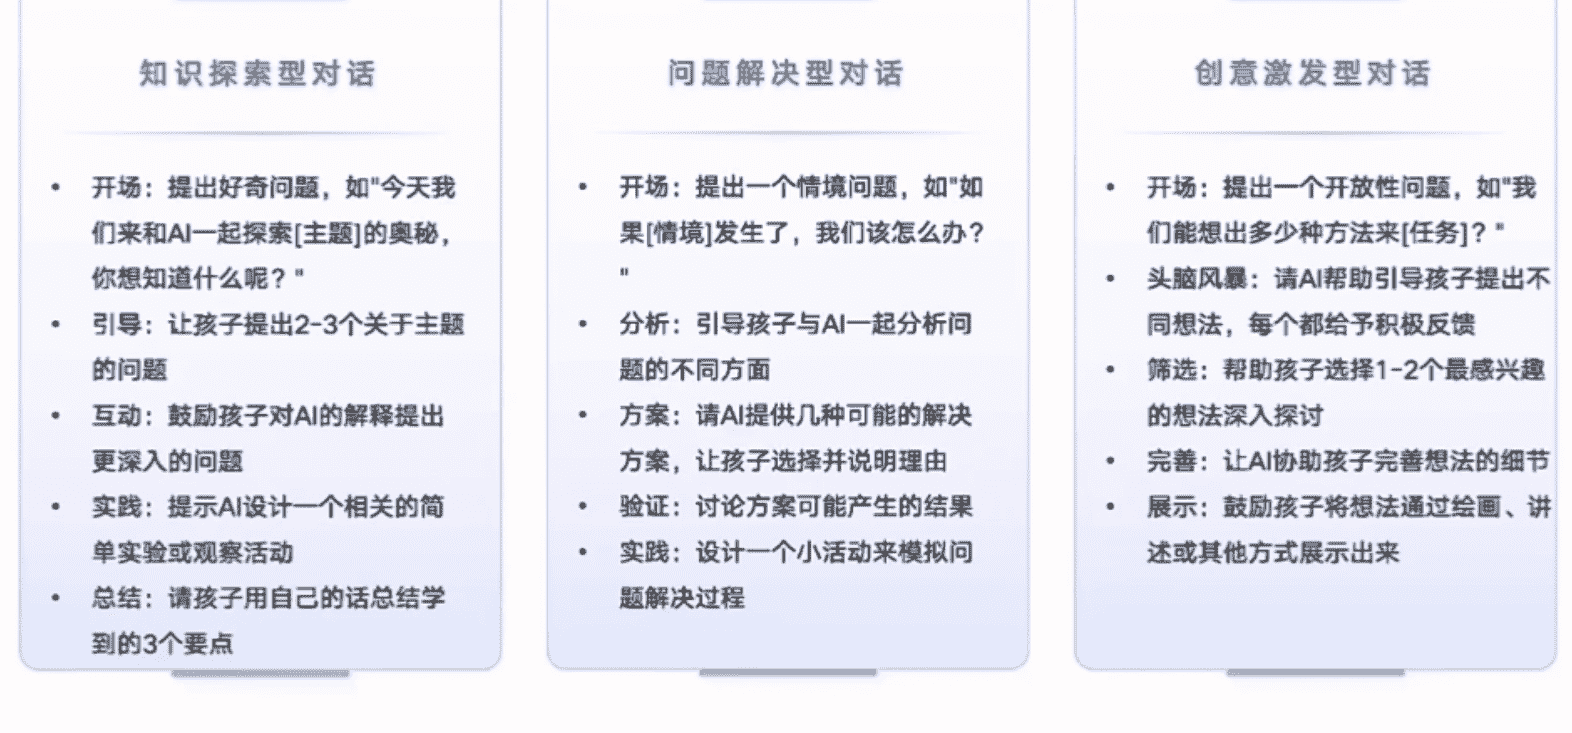 知识探索型对话
• 开场：提出好奇问题，如"今天我
们来和AI一起探索[主题]的奥秘，
你想知道什么呢？"
• 引导：让孩子提出2-3个关于主题
的问题
• 互动：鼓励孩子对AI的解释提出
更深入的问题
• 实践：提示AI设计一个相关的简
单实验或观察活动
• 总结：请孩子用自己的话总结学
到的3个要点
问题解决型对话
• 开场：提出一个情境问题，如"如
果[情境]发生了，我们该怎么办？
"
• 分析：引导孩子与AI一起分析问
题的不同方面
• 方案：请AI提供几种可能的解决
方案，让孩子选择并说明理由
• 验证：讨论方案可能产生的结果
• 实践：设计一个小活动来模拟问
题解决过程
创意激发型对话
• 开场：提出一个开放性问题，如"我
们能想出多少种方法来[任务]？"
• 头脑风暴：请AI帮助引导孩子提出不
同想法，每个都给予积极反馈
• 筛选：帮助孩子选择1-2个最感兴趣
的想法深入探讨
• 完善：让AI协助孩子完善想法的细节
• 展示：鼓励孩子将想法通过绘画、讲
述或其他方式展示出来